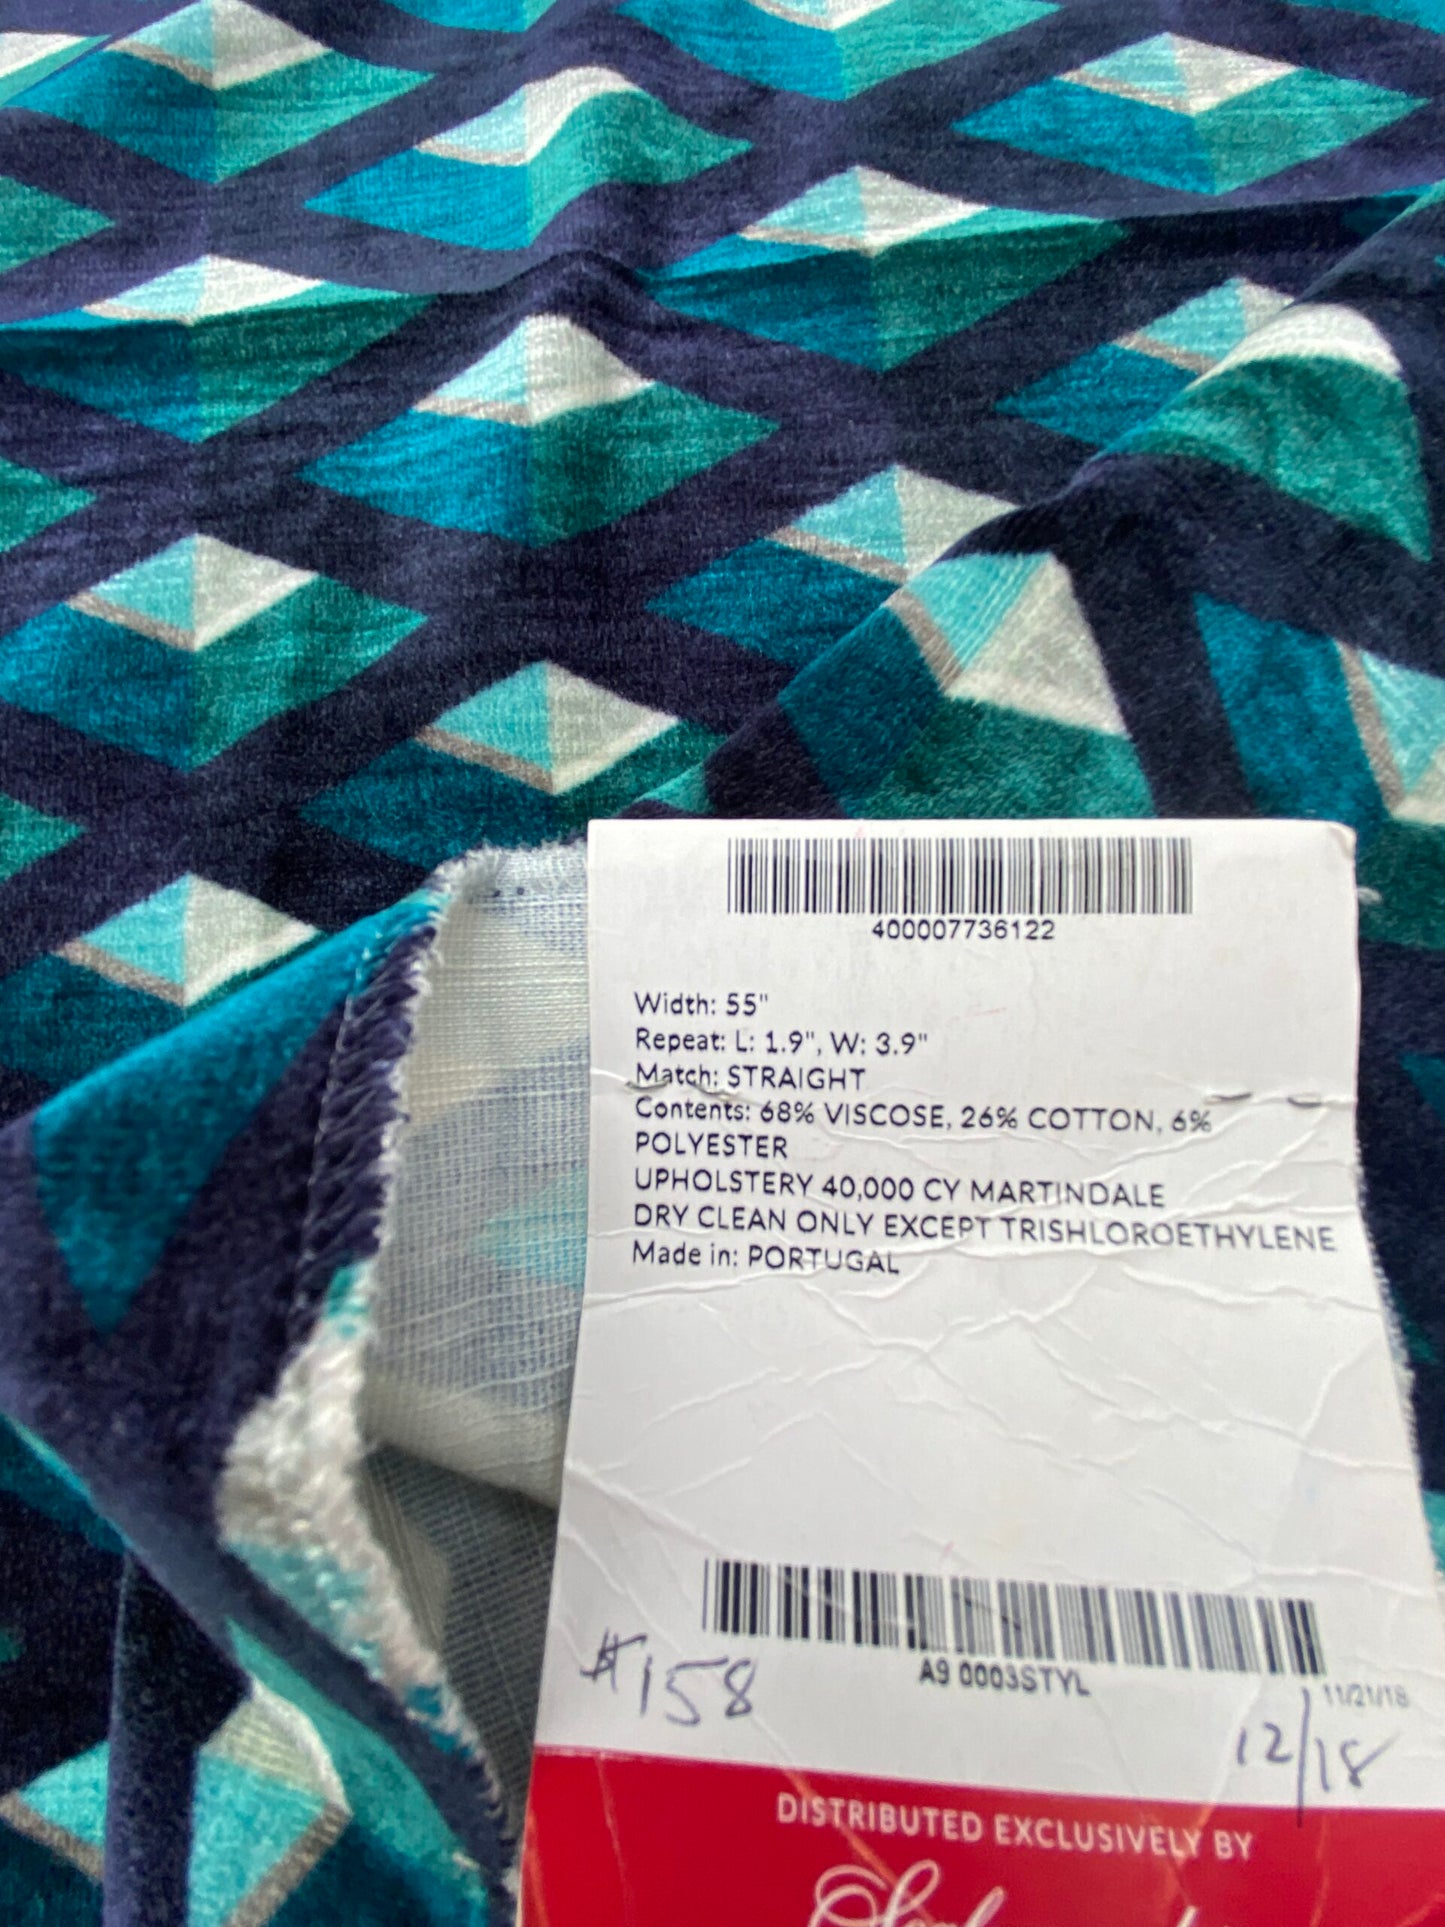 400007736122
Width: 55"
Repeat: L: 1.9", W: 3.9"
Match: STRAIGHT
Contents: 68% VISCOSE, 26% COTTON, 6%
POLYESTER
UPHOLSTERY 40,000 CY MARTINDALE
DRY CLEAN ONLY EXCEPT TRISHLOROETHYLENE
Made in: PORTUGAL
A9 0003STYL
11/21/18
$158
12/18
DISTRIBUTED EXCLUSIVELY BY